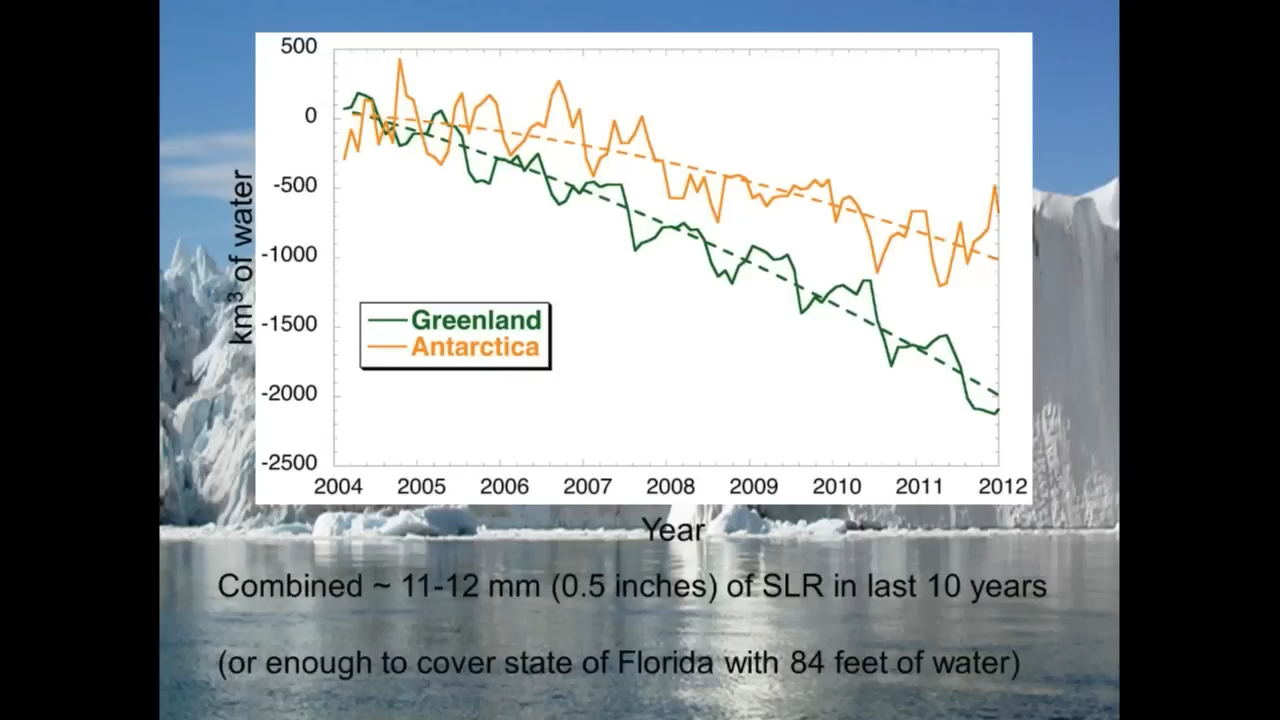 500
0
-500
-1000
-1500
-2000
-2500
km³ of water
Greenland
Antarctica
2004 2005 2006 2007 2008 2009 2010 2011 2012
Year
Combined ~ 11-12 mm (0.5 inches) of SLR in last 10 years
(or enough to cover state of Florida with 84 feet of water)